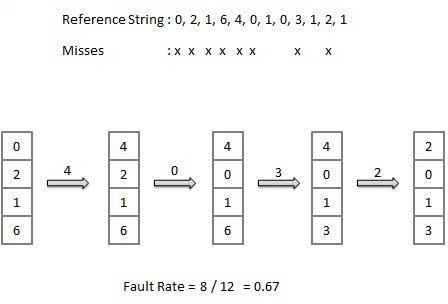 Reference String : 0, 2, 1, 6, 4, 0, 1, 0, 3, 1, 2, 1
Misses : x x x x x x x x
0 4 4 4 2
4 0 3 2
2 2 0 0 0
1 1 1 1 1
6 6 6 3 3
Fault Rate = 8 / 12 = 0.67